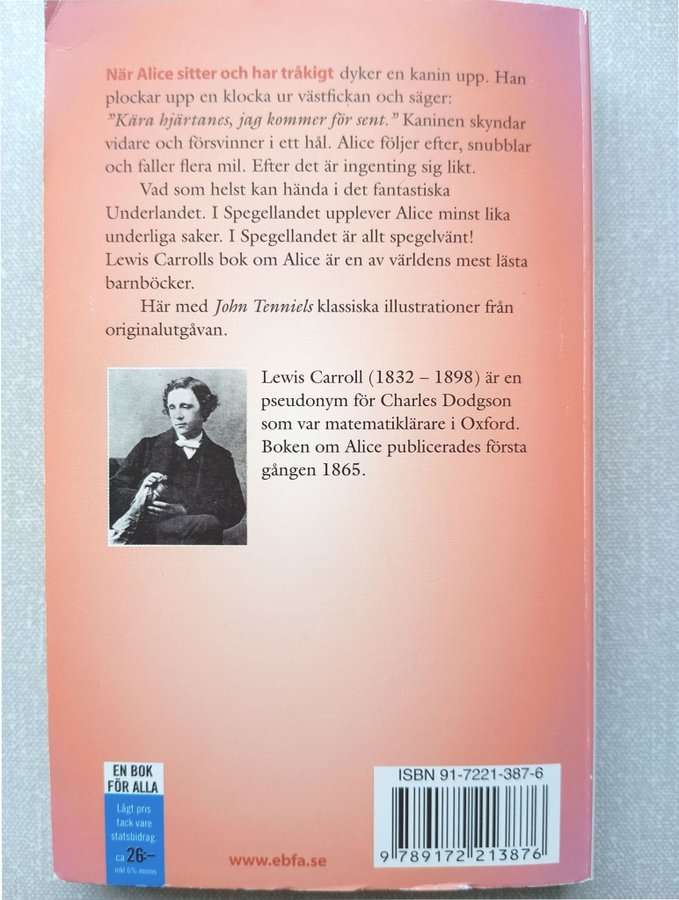 När Alice sitter och har tråkigt dyker en kanin upp. Han
plockar upp en klocka ur västfickan och säger:
”Kära hjärtanes, jag kommer för sent.” Kaninen skyndar
vidare och försvinner i ett hål. Alice följer efter, snubblar
och faller flera mil. Efter det är ingenting sig likt.
Vad som helst kan hända i det fantastiska
Underlandet. I Spegellandet upplever Alice minst lika
underliga saker. I Spegellandet är allt spegelvänt!
Lewis Carrolls bok om Alice är en av världens mest lästa
barnböcker.
Här med John Tenniels klassiska illustrationer från
originalutgåvan.
Lewis Carroll (1832 – 1898) är en
pseudonym för Charles Dodgson
som var matematiklärare i Oxford.
Boken om Alice publicerades första
gången 1865.
EN BOK
FÖR ALLA
Lågt pris
tack vare
statsbidrag.
ca 26:–
inkl 6% moms
www.ebfa.se
ISBN 91-7221-387-6
9 789172 213876